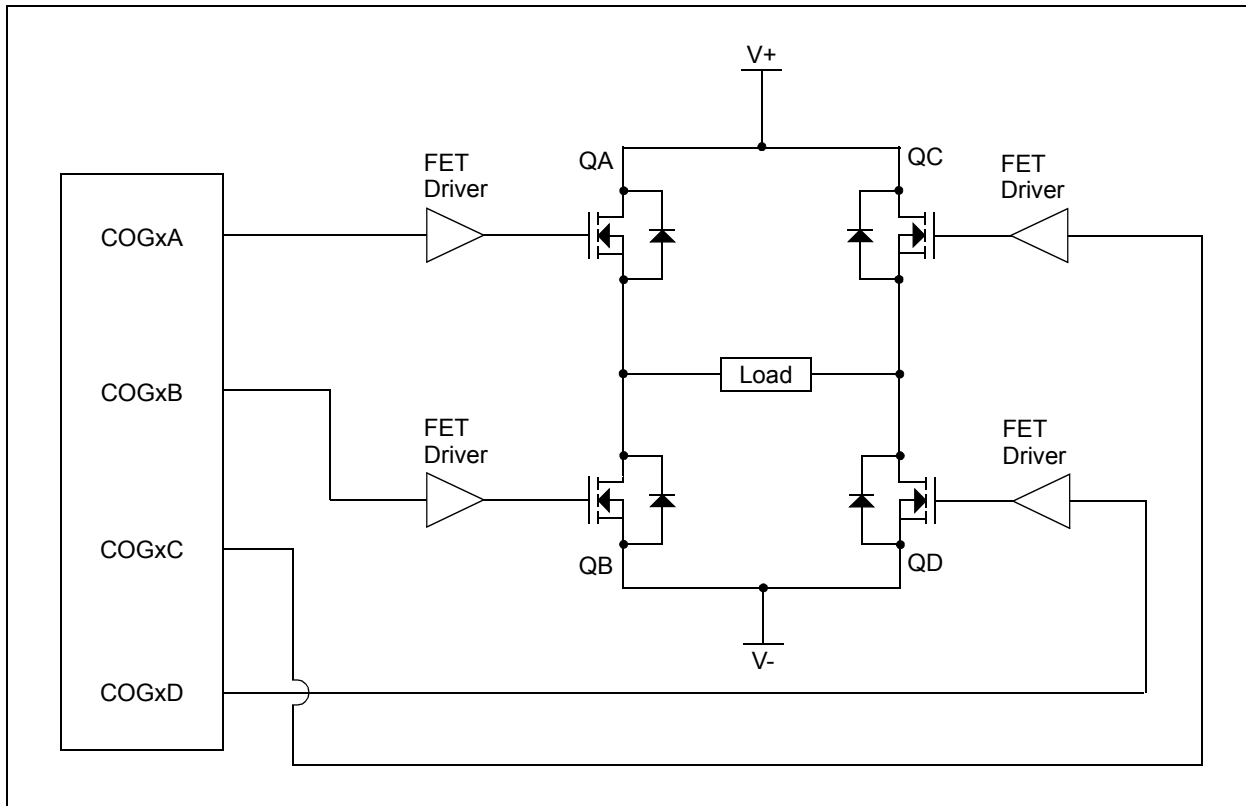 V+
FET
Driver
QA
QC
FET
Driver
COGxA
Load
COGxB
FET
Driver
FET
Driver
COGxC
QB
QD
V-
COGxD